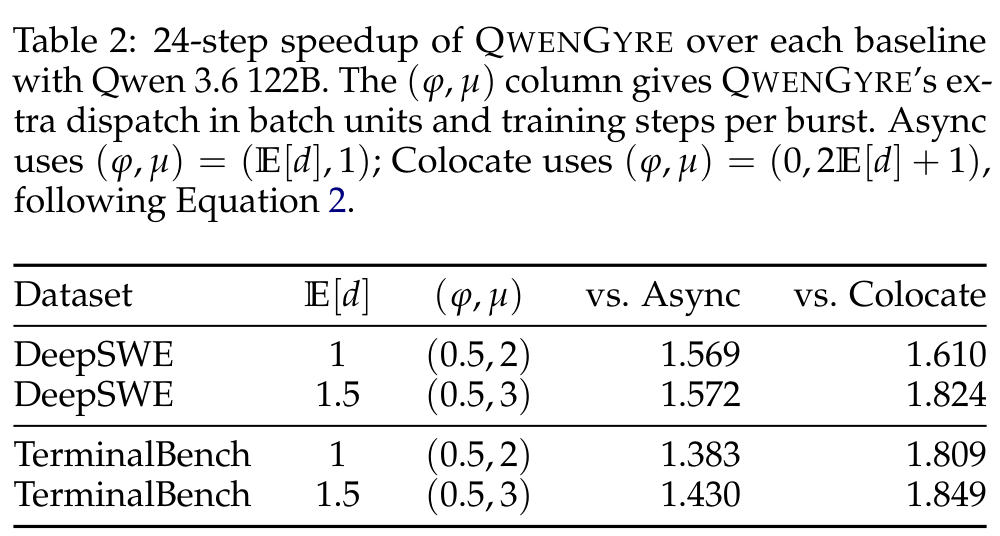 Table 2: 24-step speedup of QWENGYRE over each baseline
with Qwen 3.6 122B. The (φ, μ) column gives QWENGYRE's ex-
tra dispatch in batch units and training steps per burst. Async
uses (φ, μ) = (𝔼[d], 1); Colocate uses (φ, μ) = (0, 2𝔼[d] + 1),
following Equation 2.
Dataset 𝔼[d] (φ, μ) vs. Async vs. Colocate
DeepSWE 1 (0.5, 2) 1.569 1.610
DeepSWE 1.5 (0.5, 3) 1.572 1.824
TerminalBench 1 (0.5, 2) 1.383 1.809
TerminalBench 1.5 (0.5, 3) 1.430 1.849